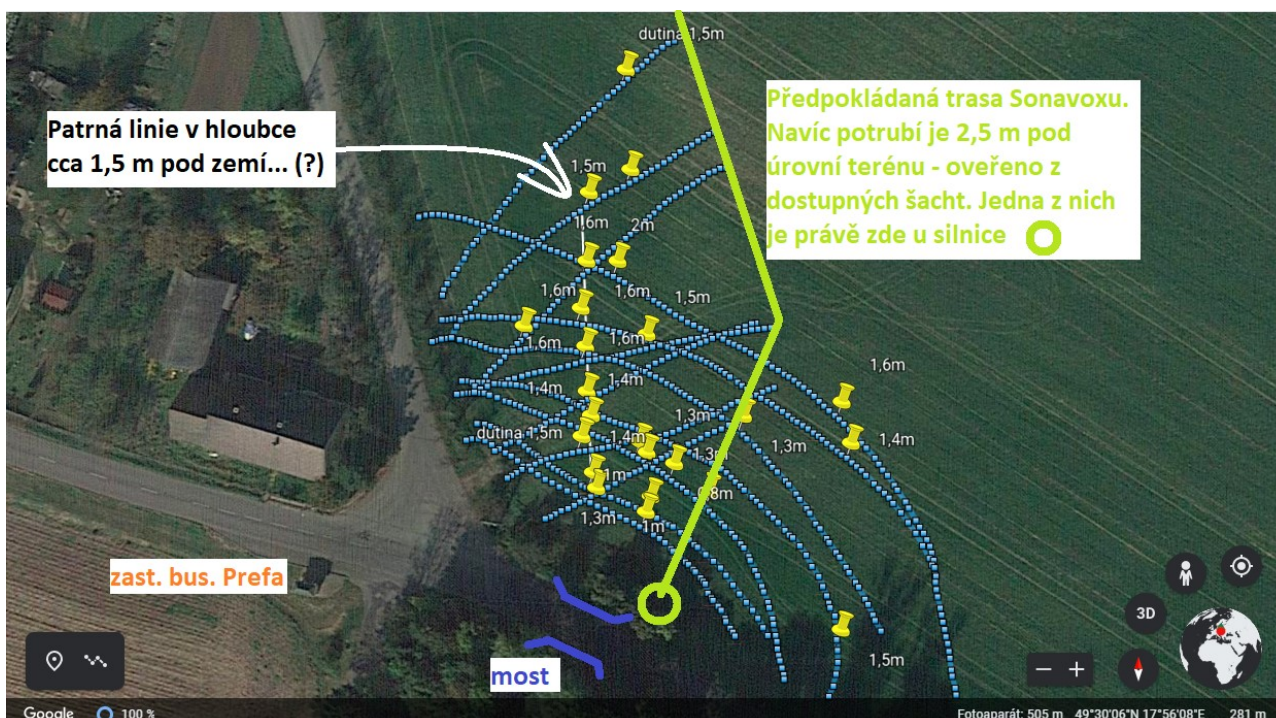 dutina 1,5m
Předpokládaná trasa Sonavoxu.
Navíc potrubí je 2,5 m pod
úrovní terénu - oveřeno z
dostupných šacht. Jedna z nich
je právě zde u silnice
Patrná linie v hloubce
cca 1,5 m pod zemí... (?)
1,5m
1,6m
2m
1,6m
1,6m
1,5m
1,6m
1,6m
1,6m
1,4m
1,4m
1,3m
dutina 1,5m
1,4m
1,3m
1,3m
1,4m
1m
0,8m
1,3m
1m
zast. bus. Prefa
most
1,5m
3D
Google
100 %
Fotoaparát: 505 m 49°30'06"N 17°56'08"E 281 m